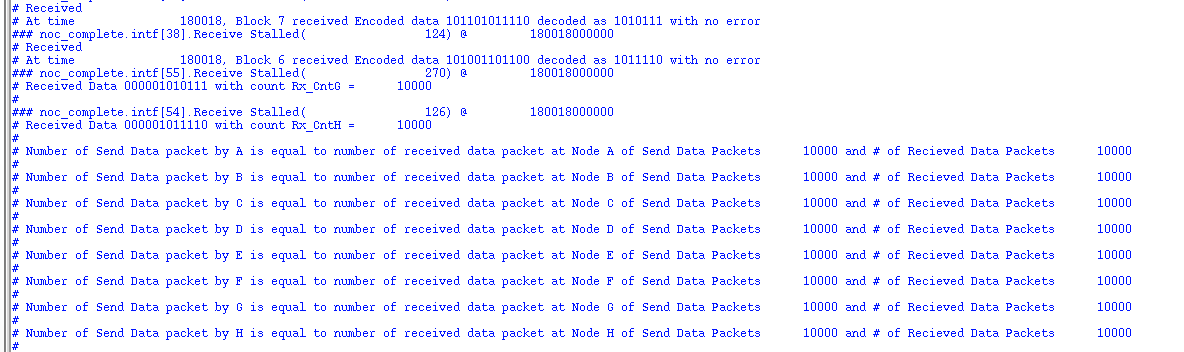 # Received
# At time 180018, Block 7 received Encoded data 101101011110 decoded as 1010111 with no error
### noc_complete.intf[38].Receive Stalled( 124) @ 180018000000
# Received
# At time 180018, Block 6 received Encoded data 101001101100 decoded as 1011110 with no error
### noc_complete.intf[55].Receive Stalled( 270) @ 180018000000
# Received Data 000001010111 with count Rx_CntG = 10000
#
### noc_complete.intf[54].Receive Stalled( 126) @ 180018000000
# Received Data 000001011110 with count Rx_CntH = 10000
#
# Number of Send Data packet by A is equal to number of received data packet at Node A of Send Data Packets 10000 and # of Recieved Data Packets 10000
#
# Number of Send Data packet by B is equal to number of received data packet at Node B of Send Data Packets 10000 and # of Recieved Data Packets 10000
#
# Number of Send Data packet by C is equal to number of received data packet at Node C of Send Data Packets 10000 and # of Recieved Data Packets 10000
#
# Number of Send Data packet by D is equal to number of received data packet at Node D of Send Data Packets 10000 and # of Recieved Data Packets 10000
#
# Number of Send Data packet by E is equal to number of received data packet at Node E of Send Data Packets 10000 and # of Recieved Data Packets 10000
#
# Number of Send Data packet by F is equal to number of received data packet at Node F of Send Data Packets 10000 and # of Recieved Data Packets 10000
#
# Number of Send Data packet by G is equal to number of received data packet at Node G of Send Data Packets 10000 and # of Recieved Data Packets 10000
#
# Number of Send Data packet by H is equal to number of received data packet at Node H of Send Data Packets 10000 and # of Recieved Data Packets 10000
#